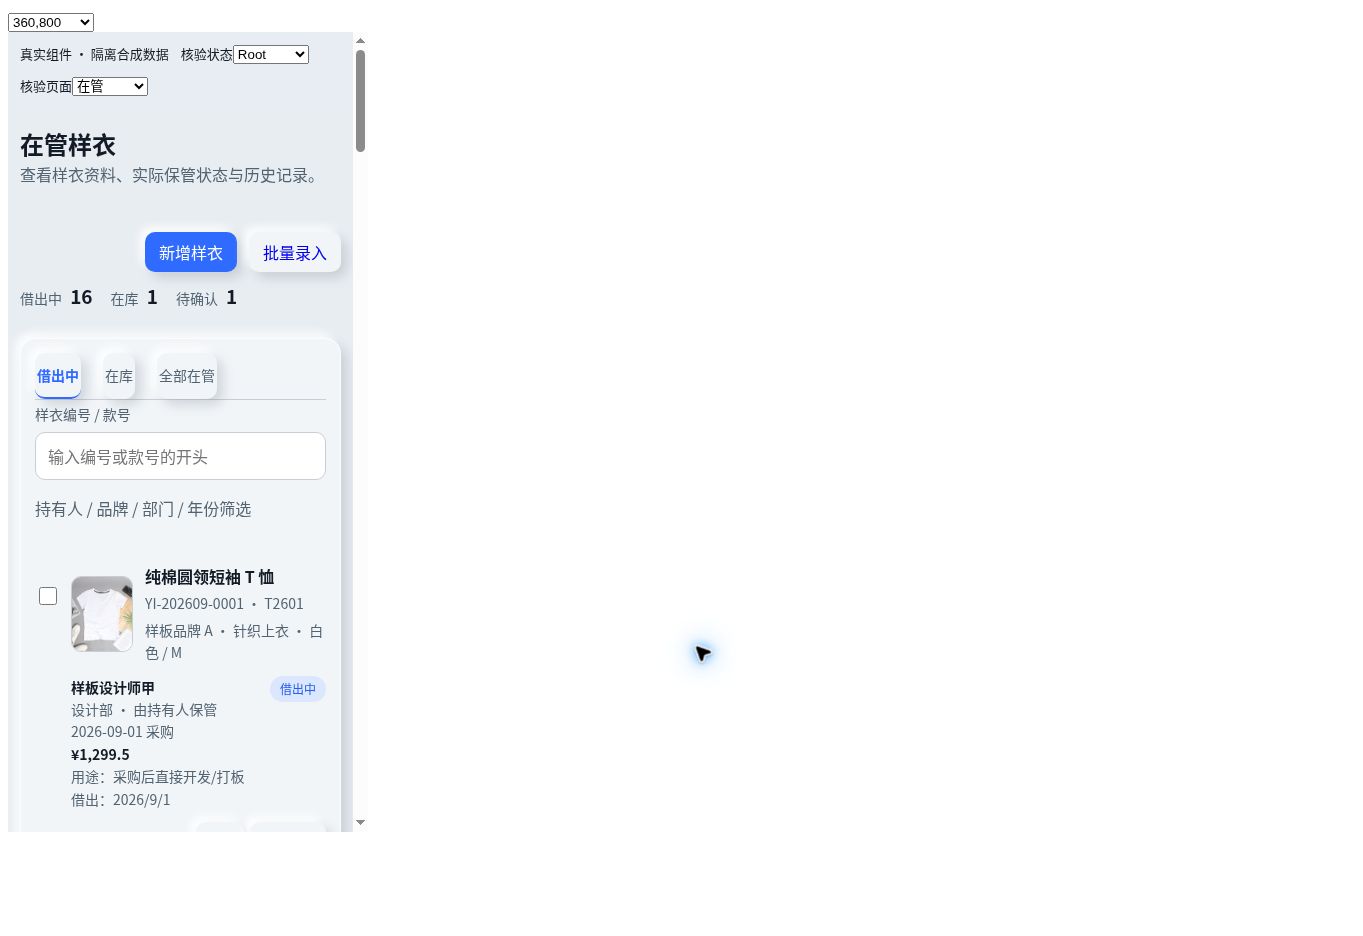 360,800
真实组件 · 隔离合成数据 核验状态 Root
核验页面 在管
在管样衣
查看样衣资料、实际保管状态与历史记录。
新增样衣 批量录入
借出中 16 在库 1 待确认 1
借出中 在库 全部在管
样衣编号 / 款号
输入编号或款号的开头
持有人 / 品牌 / 部门 / 年份筛选
纯棉圆领短袖 T 恤
YI-202609-0001 · T2601
样板品牌 A · 针织上衣 · 白
色 / M
样板设计师甲 借出中
设计部 · 由持有人保管
2026-09-01 采购
¥1,299.5
用途：采购后直接开发/打板
借出：2026/9/1